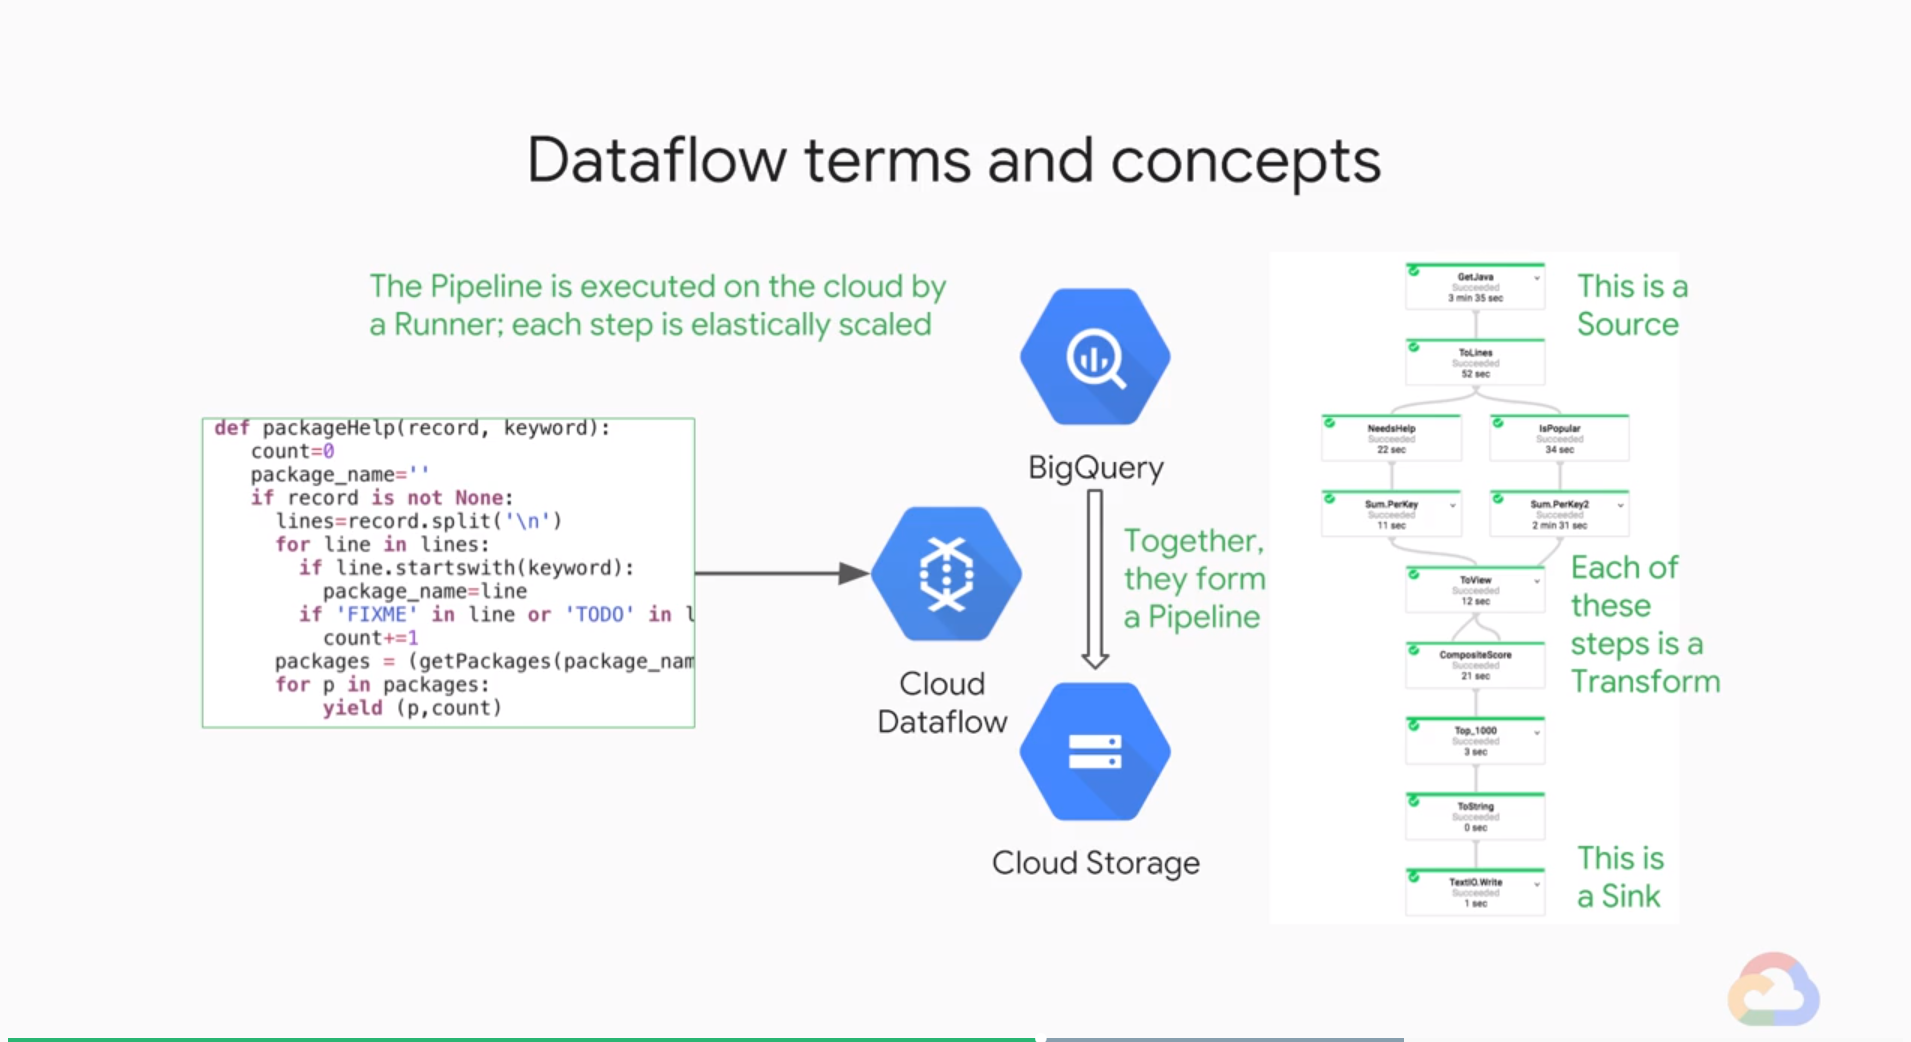 Dataflow terms and concepts
The Pipeline is executed on the cloud by
a Runner; each step is elastically scaled
def packageHelp(record, keyword):
   count=0
   package_name=''
   if record is not None:
     lines=record.split('\n')
     for line in lines:
       if line.startswith(keyword):
         package_name=line
       if 'FIXME' in line or 'TODO' in l
         count+=1
     packages = (getPackages(package_nam
     for p in packages:
         yield (p,count)
Cloud
Dataflow
BigQuery
Together,
they form
a Pipeline
Cloud Storage
GetJava
Succeeded
3 min 35 sec
This is a
Source
ToLines
Succeeded
52 sec
NeedsHelp
Succeeded
22 sec
IsPopular
Succeeded
34 sec
Sum.PerKey
Succeeded
11 sec
Sum.PerKey2
Succeeded
2 min 31 sec
ToView
Succeeded
12 sec
Each of
these
steps is a
Transform
CompositeScore
Succeeded
21 sec
Top_1000
Succeeded
3 sec
ToString
Succeeded
0 sec
TextIO.Write
Succeeded
1 sec
This is
a Sink